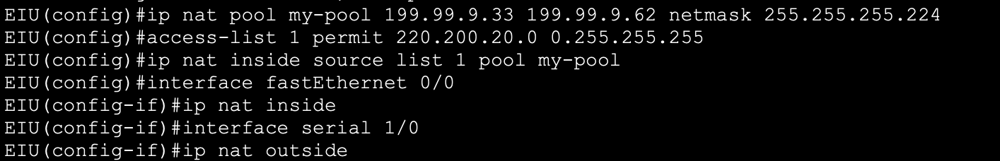 EIU(config)#ip nat pool my-pool 199.99.9.33 199.99.9.62 netmask 255.255.255.224
EIU(config)#access-list 1 permit 220.200.20.0 0.255.255.255
EIU(config)#ip nat inside source list 1 pool my-pool
EIU(config)#interface fastEthernet 0/0
EIU(config-if)#ip nat inside
EIU(config-if)#interface serial 1/0
EIU(config-if)#ip nat outside